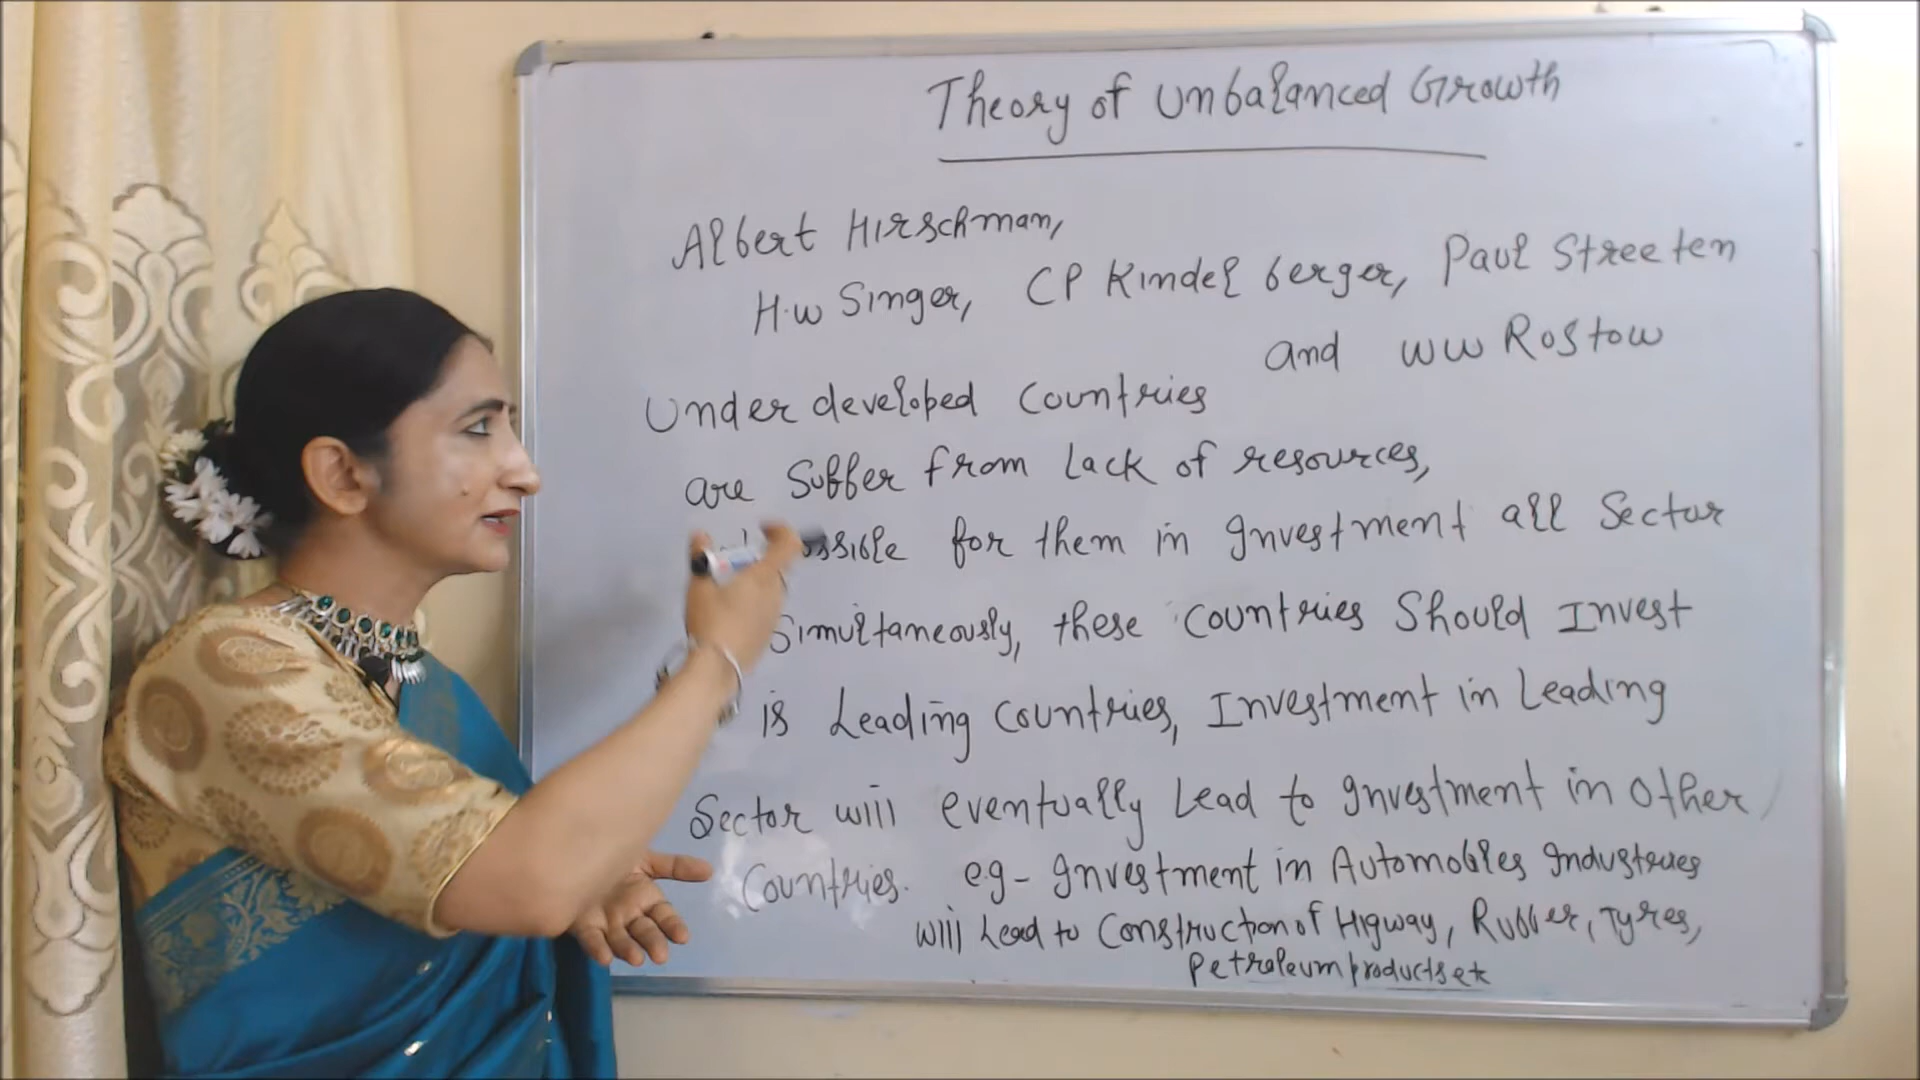 Theory of Unbalanced Growth
Albert Hirschman,
H.W Singer, CP Kindel berger, Paul Streeten
and WW Rostow
Under developed Countries
are Suffer from Lack of resources,
for them in Investment all Sector
Simultaneously, these Countries Should Invest
is Leading Countries, Investment in Leading
Sector will eventually Lead to Investment in Other
Countries. eg- Investment in Automobles Industries
will Lead to Construction of Higway, Rubber, Tyres,
Petroleum products etc